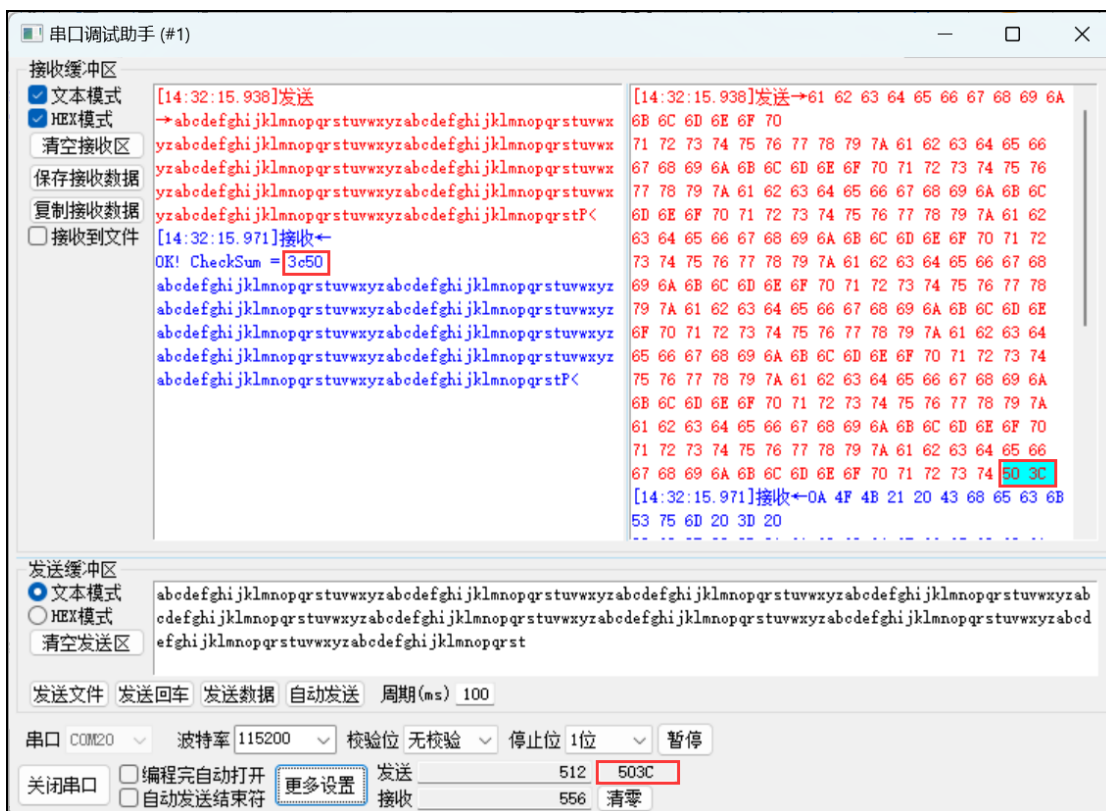 串口调试助手 (#1)
接收缓冲区
文本模式
HEX模式
清空接收区
保存接收数据
复制接收数据
接收到文件
[14:32:15.938]发送
→abcdefghijklmnopqrstuvwxyzabcdefghijklmnopqrstuvwx
yzabcdefghijklmnopqrstuvwxyzabcdefghijklmnopqrstuvwx
yzabcdefghijklmnopqrstuvwxyzabcdefghijklmnopqrstuvwx
yzabcdefghijklmnopqrstuvwxyzabcdefghijklmnopqrstuvwx
yzabcdefghijklmnopqrstuvwxyzabcdefghijklmnopqrstP<
[14:32:15.971]接收←
OK! CheckSum = 3c50
abcdefghijklmnopqrstuvwxyzabcdefghijklmnopqrstuvwxyz
abcdefghijklmnopqrstuvwxyzabcdefghijklmnopqrstuvwxyz
abcdefghijklmnopqrstuvwxyzabcdefghijklmnopqrstuvwxyz
abcdefghijklmnopqrstuvwxyzabcdefghijklmnopqrstuvwxyz
abcdefghijklmnopqrstuvwxyzabcdefghijklmnopqrstP<
[14:32:15.938]发送→61 62 63 64 65 66 67 68 69 6A
6B 6C 6D 6E 6F 70
71 72 73 74 75 76 77 78 79 7A 61 62 63 64 65 66
67 68 69 6A 6B 6C 6D 6E 6F 70 71 72 73 74 75 76
77 78 79 7A 61 62 63 64 65 66 67 68 69 6A 6B 6C
6D 6E 6F 70 71 72 73 74 75 76 77 78 79 7A 61 62
63 64 65 66 67 68 69 6A 6B 6C 6D 6E 6F 70 71 72
73 74 75 76 77 78 79 7A 61 62 63 64 65 66 67 68
69 6A 6B 6C 6D 6E 6F 70 71 72 73 74 75 76 77 78
79 7A 61 62 63 64 65 66 67 68 69 6A 6B 6C 6D 6E
6F 70 71 72 73 74 75 76 77 78 79 7A 61 62 63 64
65 66 67 68 69 6A 6B 6C 6D 6E 6F 70 71 72 73 74
75 76 77 78 79 7A 61 62 63 64 65 66 67 68 69 6A
6B 6C 6D 6E 6F 70 71 72 73 74 75 76 77 78 79 7A
61 62 63 64 65 66 67 68 69 6A 6B 6C 6D 6E 6F 70
71 72 73 74 75 76 77 78 79 7A 61 62 63 64 65 66
67 68 69 6A 6B 6C 6D 6E 6F 70 71 72 73 74 50 3C
[14:32:15.971]接收←0A 4F 4B 21 20 43 68 65 63 6B
53 75 6D 20 3D 20
发送缓冲区
文本模式
HEX模式
清空发送区
abcdefghijklmnopqrstuvwxyzabcdefghijklmnopqrstuvwxyzabcdefghijklmnopqrstuvwxyzabcdefghijklmnopqrstuvwxyzab
cdefghijklmnopqrstuvwxyzabcdefghijklmnopqrstuvwxyzabcdefghijklmnopqrstuvwxyzabcdefghijklmnopqrstuvwxyzabcd
efghijklmnopqrstuvwxyzabcdefghijklmnopqrst
发送文件 发送回车 发送数据 自动发送 周期(ms) 100
串口 COM20 波特率 115200 校验位 无校验 停止位 1位 暂停
关闭串口
编程完自动打开
自动发送结束符
更多设置
发送 512 503C
接收 556 清零